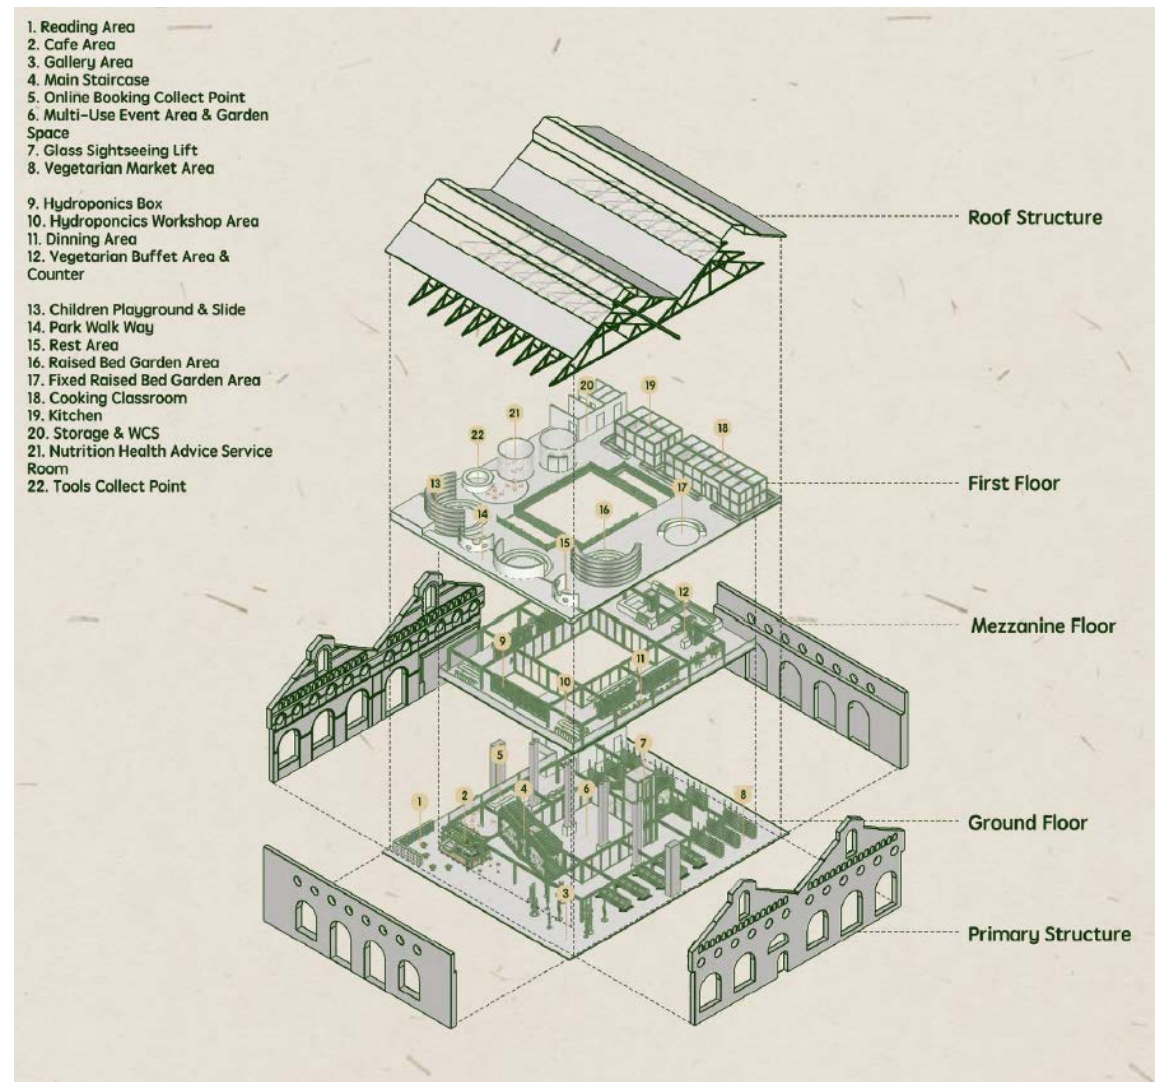 1. Reading Area
2. Cafe Area
3. Gallery Area
4. Main Staircase
5. Online Booking Collect Point
6. Multi-Use Event Area & Garden
Space
7. Glass Sightseeing Lift
8. Vegetarian Market Area
9. Hydroponics Box
10. Hydroponcics Workshop Area
11. Dinning Area
12. Vegetarian Buffet Area &
Counter
13. Children Playground & Slide
14. Park Walk Way
15. Rest Area
16. Raised Bed Garden Area
17. Fixed Raised Bed Garden Area
18. Cooking Classroom
19. Kitchen
20. Storage & WCS
21. Nutrition Health Advice Service
Room
22. Tools Collect Point
Roof Structure
20
19
21
18
22
13
17
16
14
15
First Floor
12
Mezzanine Floor
9
11
10
7
5
4
6
8
2
1
Ground Floor
3
Primary Structure